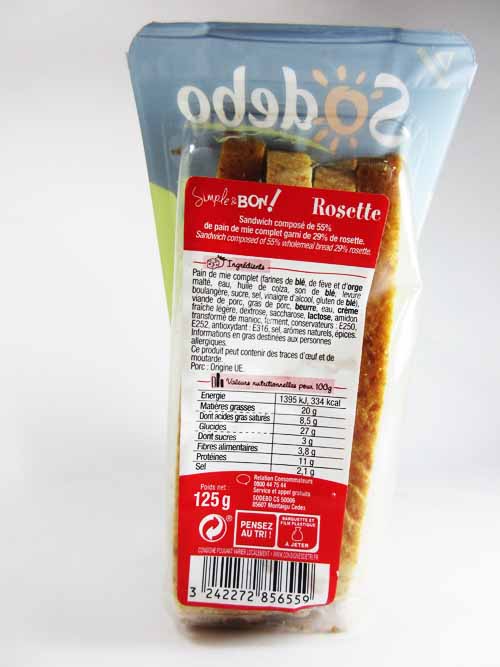 Sodebo
Simple & BON!
Rosette
Sandwich composé de 55%
de pain de mie complet garni de 29% de rosette.
Sandwich composed of 55% wholemeal bread 29% rosette.
Ingrédients
Pain de mie complet (farines de blé, de fève et d'orge
malté, eau, huile de colza, son de blé, levure
boulangère, sucre, sel, vinaigre d'alcool, gluten de blé),
viande de porc, gras de porc, beurre, eau, crème
fraîche légère, dextrose, saccharose, lactose, amidon
transformé de manioc, ferment, conservateurs : E250,
E252, antioxydant : E316, sel, arômes naturels, épices.
Informations en gras destinées aux personnes
allergiques.
Ce produit peut contenir des traces d'œuf et de
moutarde.
Porc : Origine UE.
Valeurs nutritionnelles pour 100g
Energie 1395 kJ, 334 kcal
Matières grasses 20 g
Dont acides gras saturés 8,5 g
Glucides 27 g
Dont sucres 3 g
Fibres alimentaires 3,8 g
Protéines 11 g
Sel 2,1 g
Poids net :
125 g
Relation Consommateurs
0800 44 75 44
Service et appel gratuits
SODEBO CS 50006
85607 Montaigu Cedex
PENSEZ
AU TRI !
BARQUETTE ET
FILM PLASTIQUE
À JETER
CONSIGNE POUVANT VARIER LOCALEMENT • WWW.CONSIGNESDETRI.FR
3 242272 856559